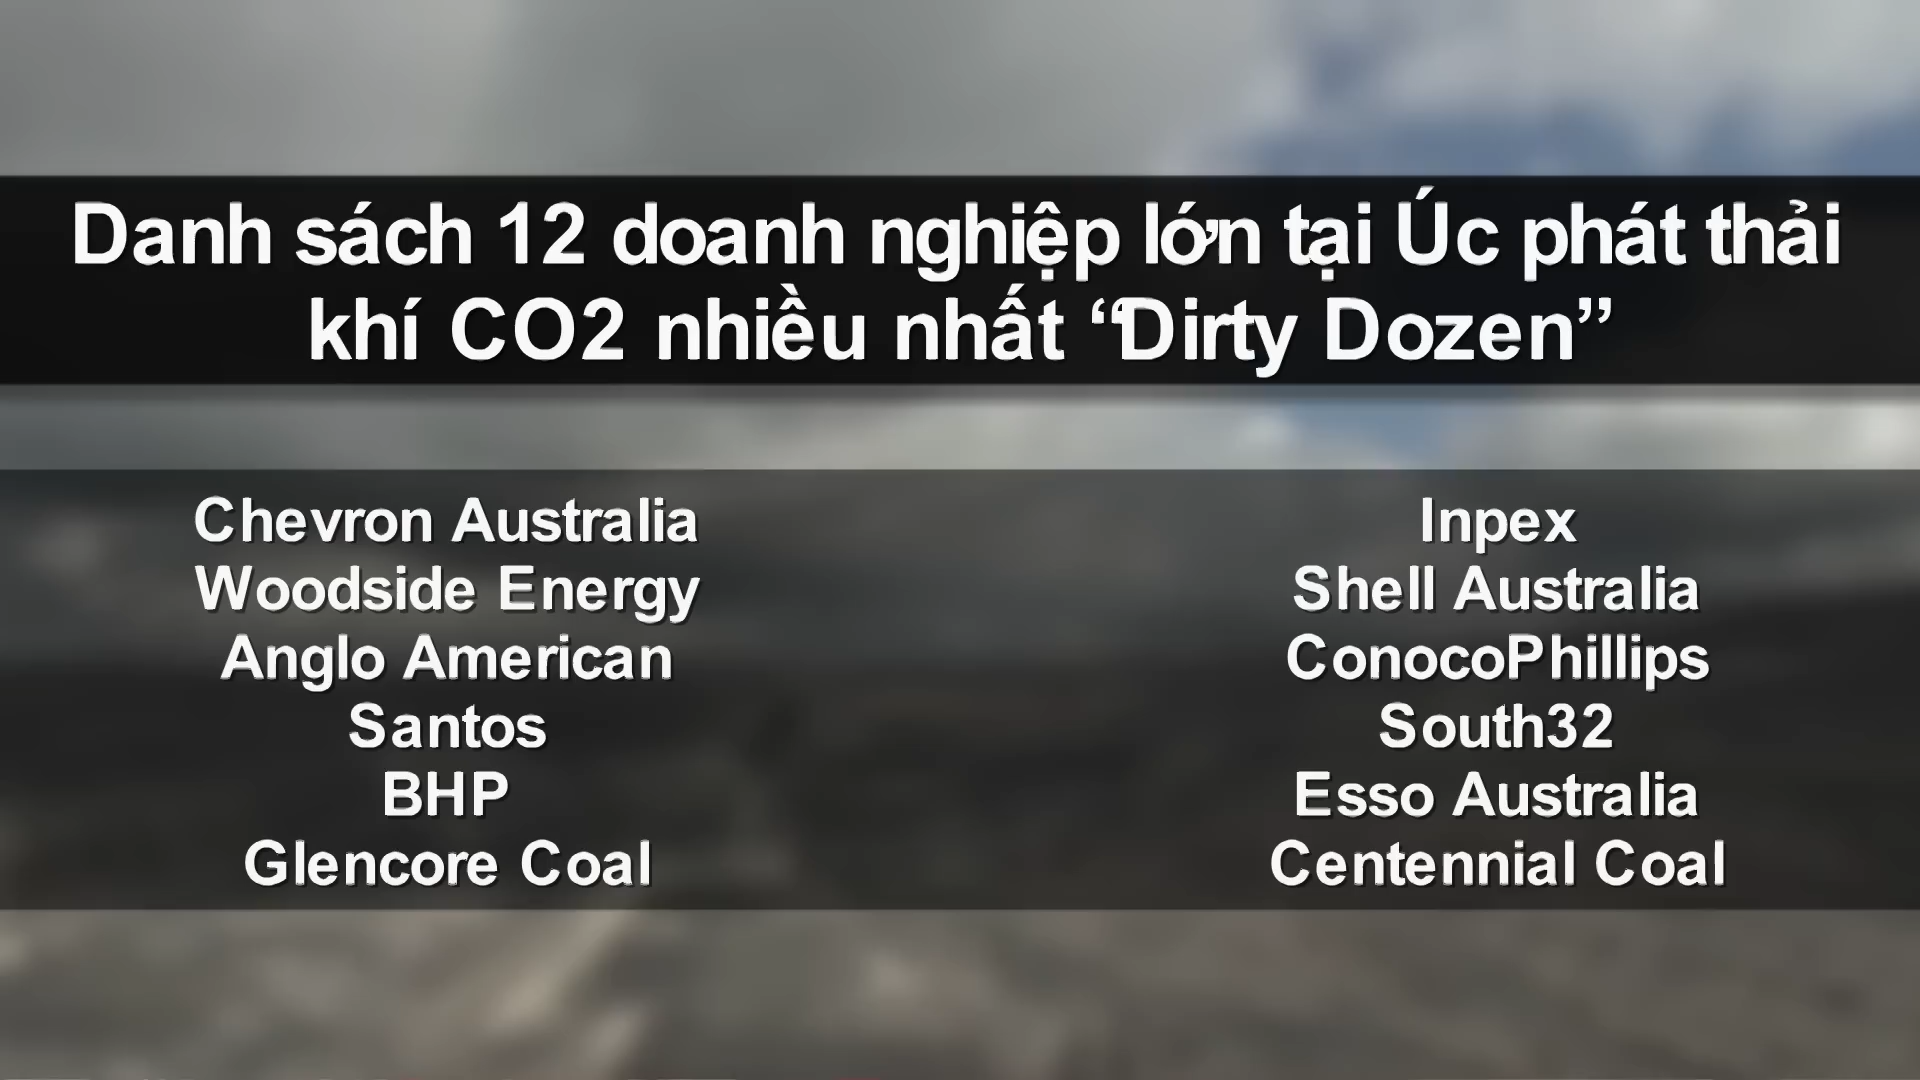 Danh sách 12 doanh nghiệp lớn tại Úc phát thải
khí CO2 nhiều nhất “Dirty Dozen”
Chevron Australia
Woodside Energy
Anglo American
Santos
BHP
Glencore Coal
Inpex
Shell Australia
ConocoPhillips
South32
Esso Australia
Centennial Coal